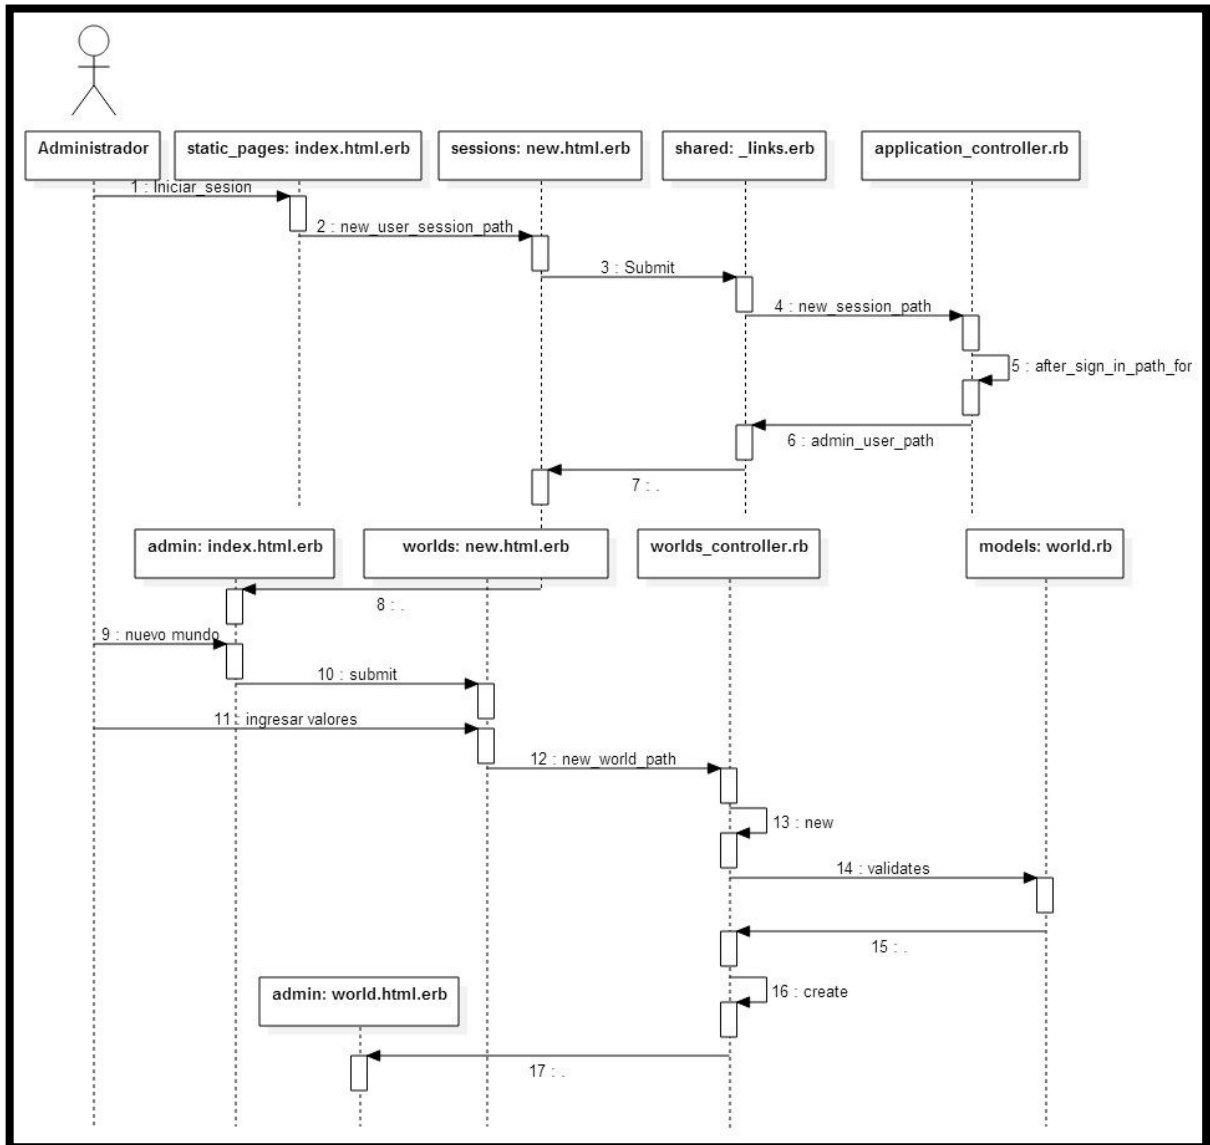 Administrador
static_pages: index.html.erb
sessions: new.html.erb
shared: _links.erb
application_controller.rb
1 : Iniciar_sesion
2 : new_user_session_path
3 : Submit
4 : new_session_path
5 : after_sign_in_path_for
6 : admin_user_path
7 : .
admin: index.html.erb
worlds: new.html.erb
worlds_controller.rb
models: world.rb
8 : .
9 : nuevo mundo
10 : submit
11 : ingresar valores
12 : new_world_path
13 : new
14 : validates
15 : .
admin: world.html.erb
16 : create
17 : .